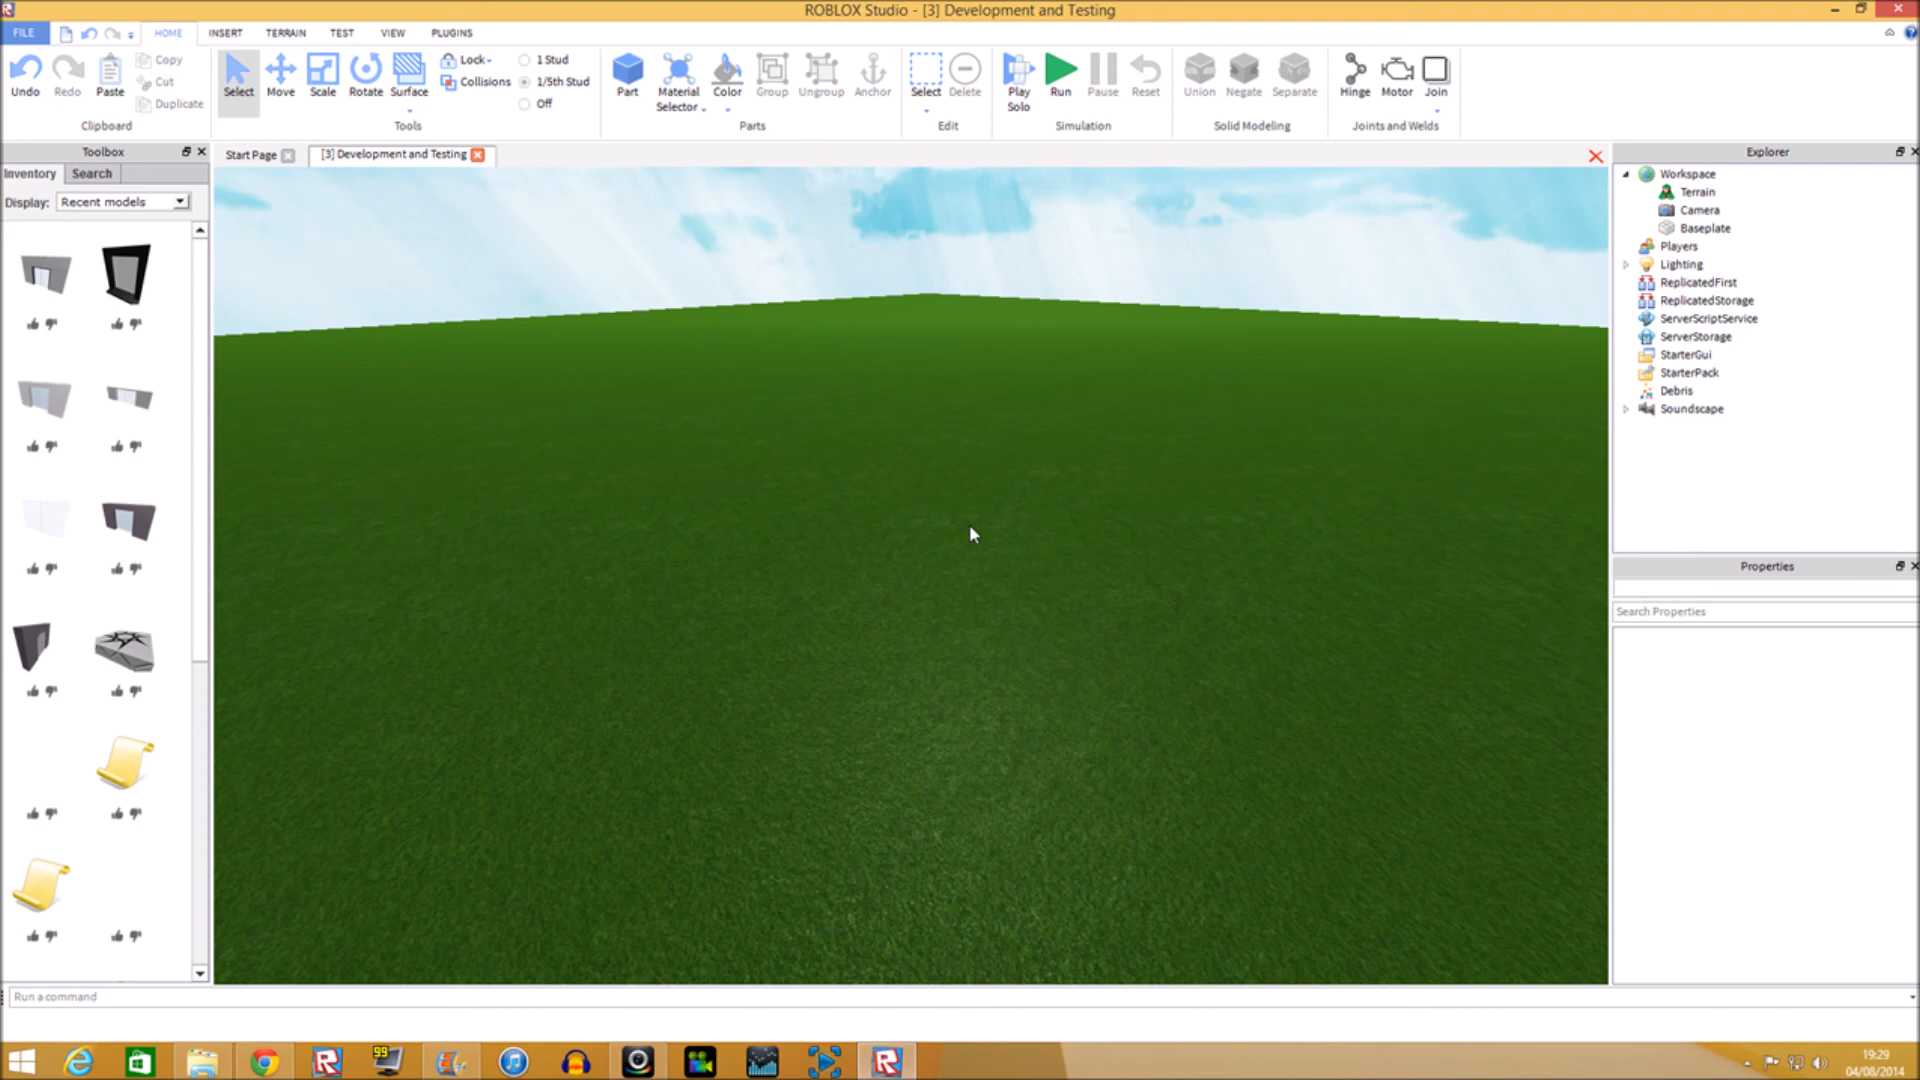 ROBLOX Studio - [3] Development and Testing
FILE
HOME
INSERT
TERRAIN
TEST
VIEW
PLUGINS
Undo
Redo
Paste
Copy
Cut
Duplicate
Clipboard
Select
Move
Scale
Rotate
Surface
Lock
Collisions
1 Stud
1/5th Stud
Off
Tools
Part
Material
Selector
Color
Group
Ungroup
Anchor
Parts
Select
Delete
Edit
Play
Solo
Run
Pause
Reset
Simulation
Union
Negate
Separate
Solid Modeling
Hinge
Motor
Join
Joints and Welds
Toolbox
Inventory
Search
Display:
Recent models
Start Page
[3] Development and Testing
Explorer
Workspace
Terrain
Camera
Baseplate
Players
Lighting
ReplicatedFirst
ReplicatedStorage
ServerScriptService
ServerStorage
StarterGui
StarterPack
Debris
Soundscape
Properties
Search Properties
Run a command
99
19:29
04/08/2014